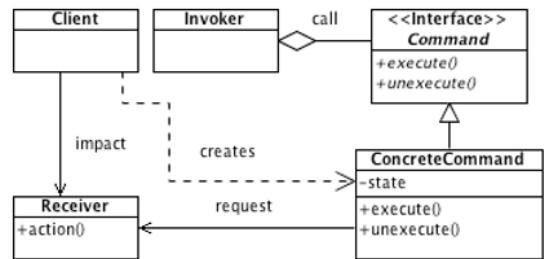 Client
Invoker
call
<<Interface>>
Command
+execute()
+unexecute()
impact
creates
ConcreteCommand
-state
+execute()
+unexecute()
request
Receiver
+action()